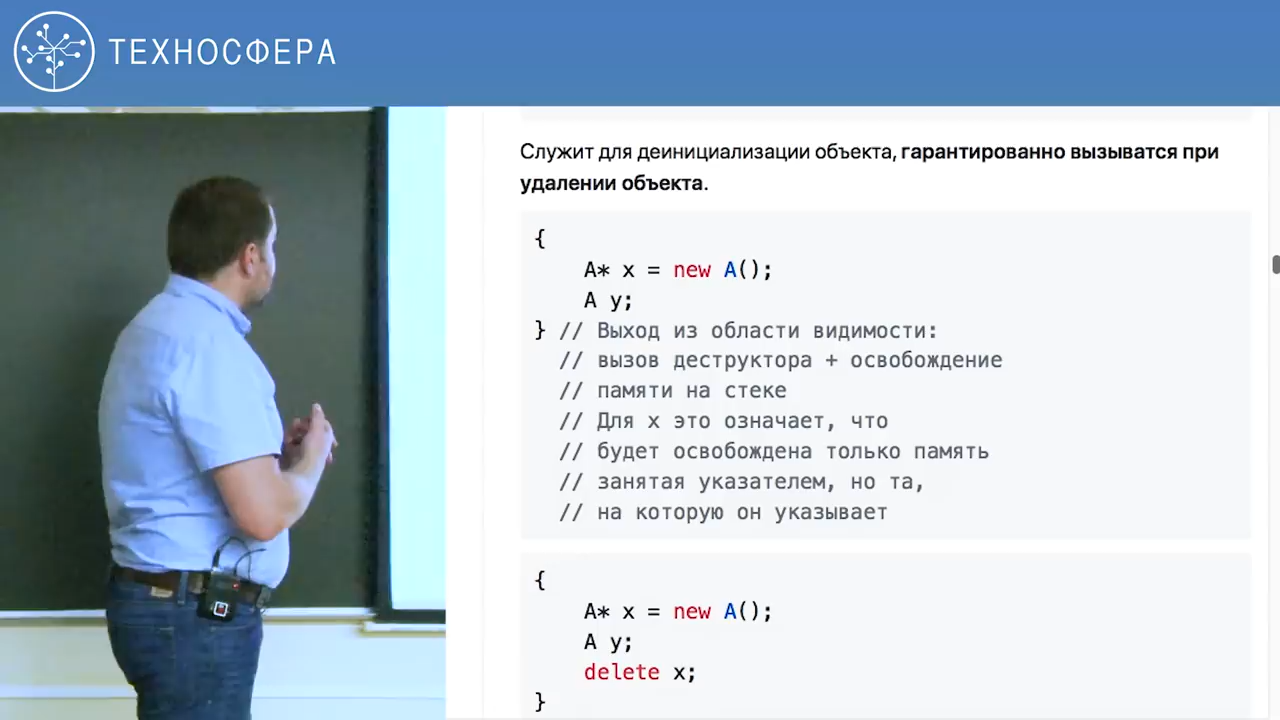 ТЕХНОСФЕРА
Служит для деинициализации объекта, гарантированно вызыватся при
удалении объекта.
{
    A* x = new A();
    A y;
} // Выход из области видимости:
  // вызов деструктора + освобождение
  // памяти на стеке
  // Для x это означает, что
  // будет освобождена только память
  // занятая указателем, но та,
  // на которую он указывает
{
    A* x = new A();
    A y;
    delete x;
}